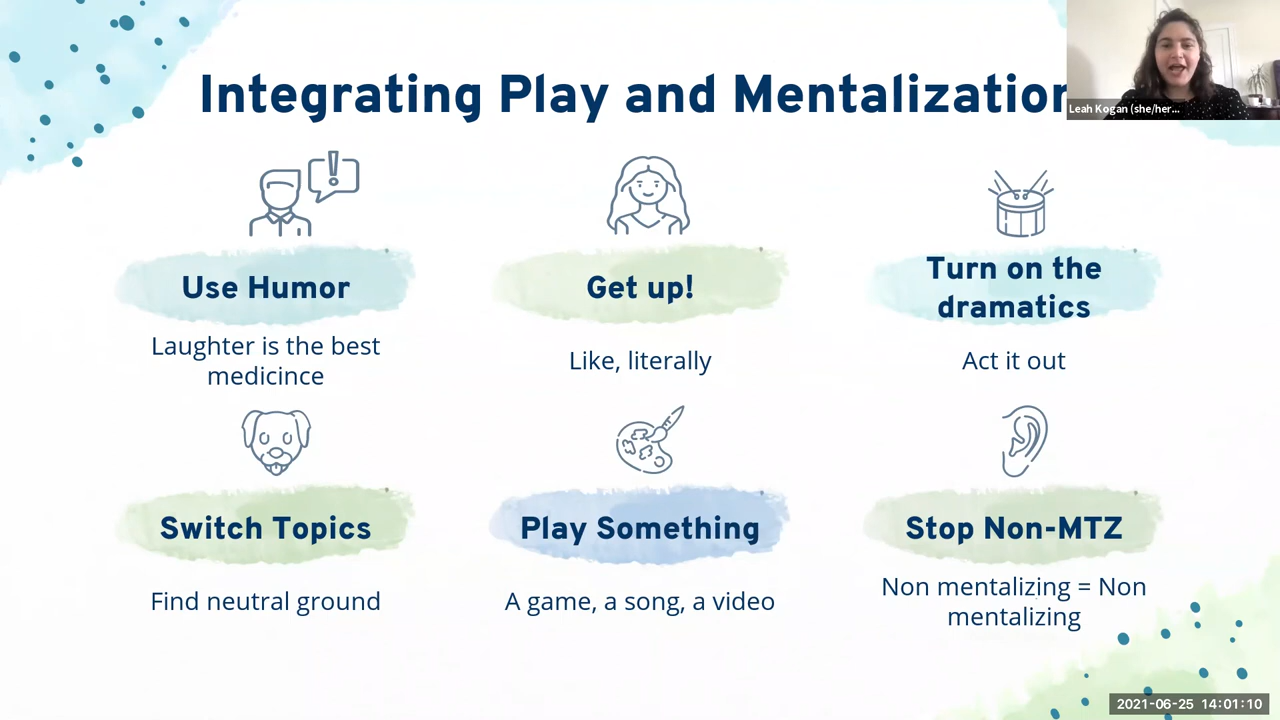 Integrating Play and Mentalization
Leah Kogan (she/her...
Use Humor
Laughter is the best
medicince
Get up!
Like, literally
Turn on the
dramatics
Act it out
Switch Topics
Find neutral ground
Play Something
A game, a song, a video
Stop Non-MTZ
Non mentalizing = Non
mentalizing
2021-06-25 14:01:10